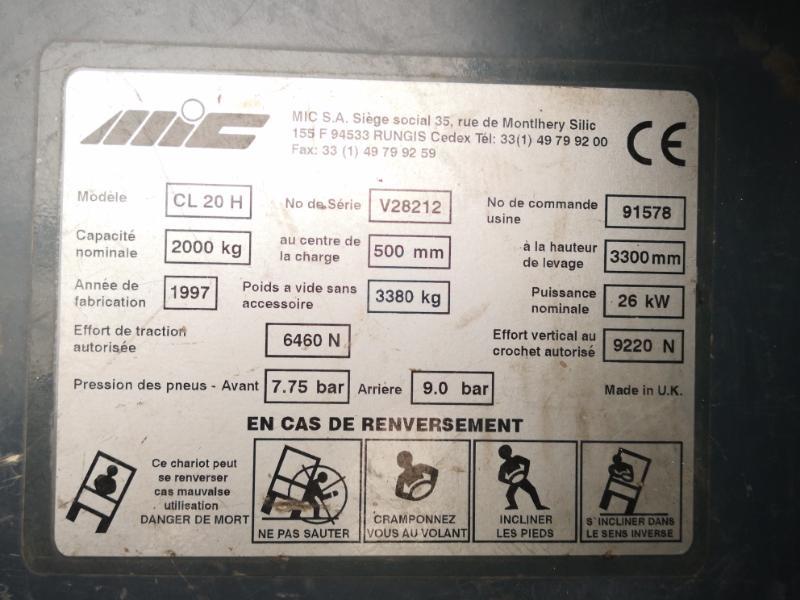 MIC
MIC S.A. Siège social 35, rue de Montlhery Silic
155 F 94533 RUNGIS Cedex Tél: 33(1) 49 79 92 00
Fax: 33 (1) 49 79 92 59
CE
Modèle CL 20 H No de Série V28212 No de commande usine 91578
Capacité nominale 2000 kg au centre de la charge 500 mm à la hauteur de levage 3300 mm
Année de fabrication 1997 Poids a vide sans accessoire 3380 kg Puissance nominale 26 kW
Effort de traction autorisée 6460 N Effort vertical au crochet autorisé 9220 N
Pression des pneus - Avant 7.75 bar Arrière 9.0 bar Made in U.K.
EN CAS DE RENVERSEMENT
Ce chariot peut
se renverser
cas mauvaise
utilisation
DANGER DE MORT
NE PAS SAUTER
CRAMPONNEZ
VOUS AU VOLANT
INCLINER
LES PIEDS
S'INCLINER DANS
LE SENS INVERSE